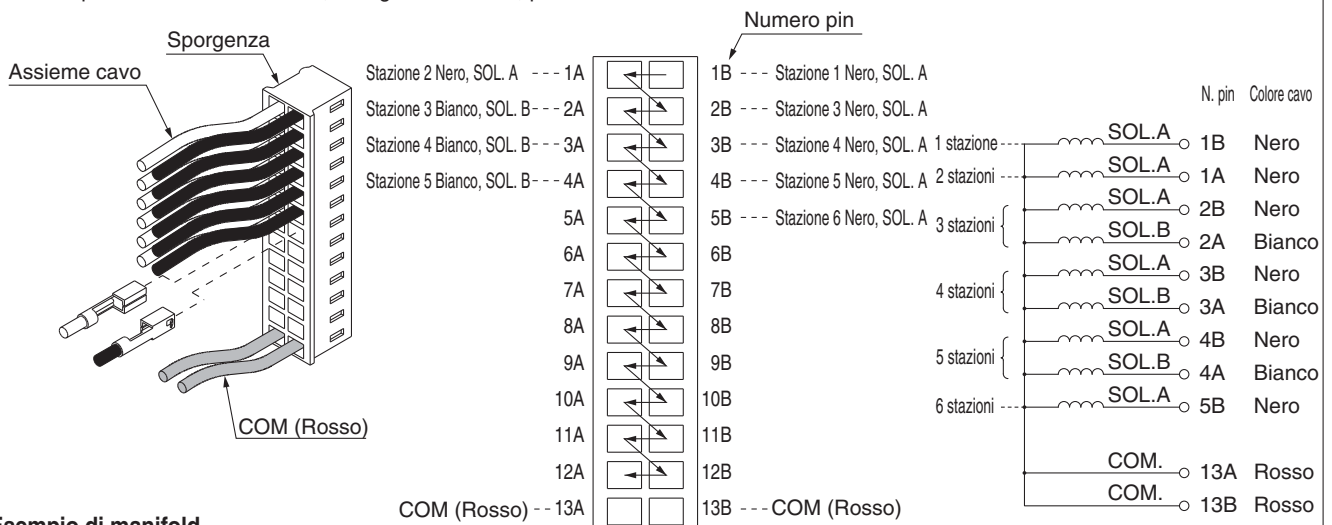 Numero pin
Sporgenza
Assieme cavo
COM (Rosso)
Stazione 2 Nero, SOL. A --- 1A
1B --- Stazione 1 Nero, SOL. A
Stazione 3 Bianco, SOL. B --- 2A
2B --- Stazione 3 Nero, SOL. A
Stazione 4 Bianco, SOL. B --- 3A
3B --- Stazione 4 Nero, SOL. A
Stazione 5 Bianco, SOL. B --- 4A
4B --- Stazione 5 Nero, SOL. A
5A
5B --- Stazione 6 Nero, SOL. A
6A
6B
7A
7B
8A
8B
9A
9B
10A
10B
11A
11B
12A
12B
COM (Rosso) -- 13A
13B --- COM (Rosso)
N. pin Colore cavo
1 stazione --- SOL.A 1B Nero
2 stazioni --- SOL.A 1A Nero
3 stazioni
SOL.A 2B Nero
SOL.B 2A Bianco
4 stazioni
SOL.A 3B Nero
SOL.B 3A Bianco
5 stazioni
SOL.A 4B Nero
SOL.B 4A Bianco
6 stazioni --- SOL.A 5B Nero
COM. 13A Rosso
COM. 13B Rosso